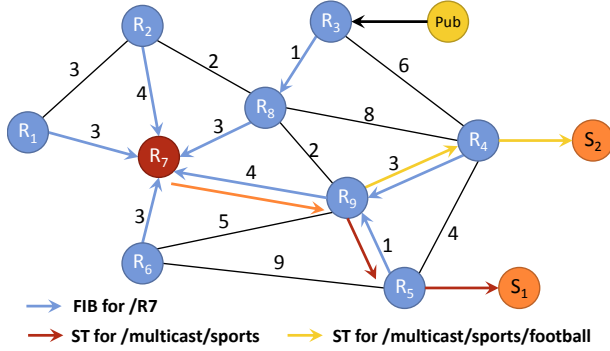 R2
R3
Pub
3
2
1
6
4
R8
8
R1
3
3
R7
2
R4
S2
4
3
R9
3
5
1
4
R6
9
R5
S1
FIB for /R7
ST for /multicast/sports
ST for /multicast/sports/football